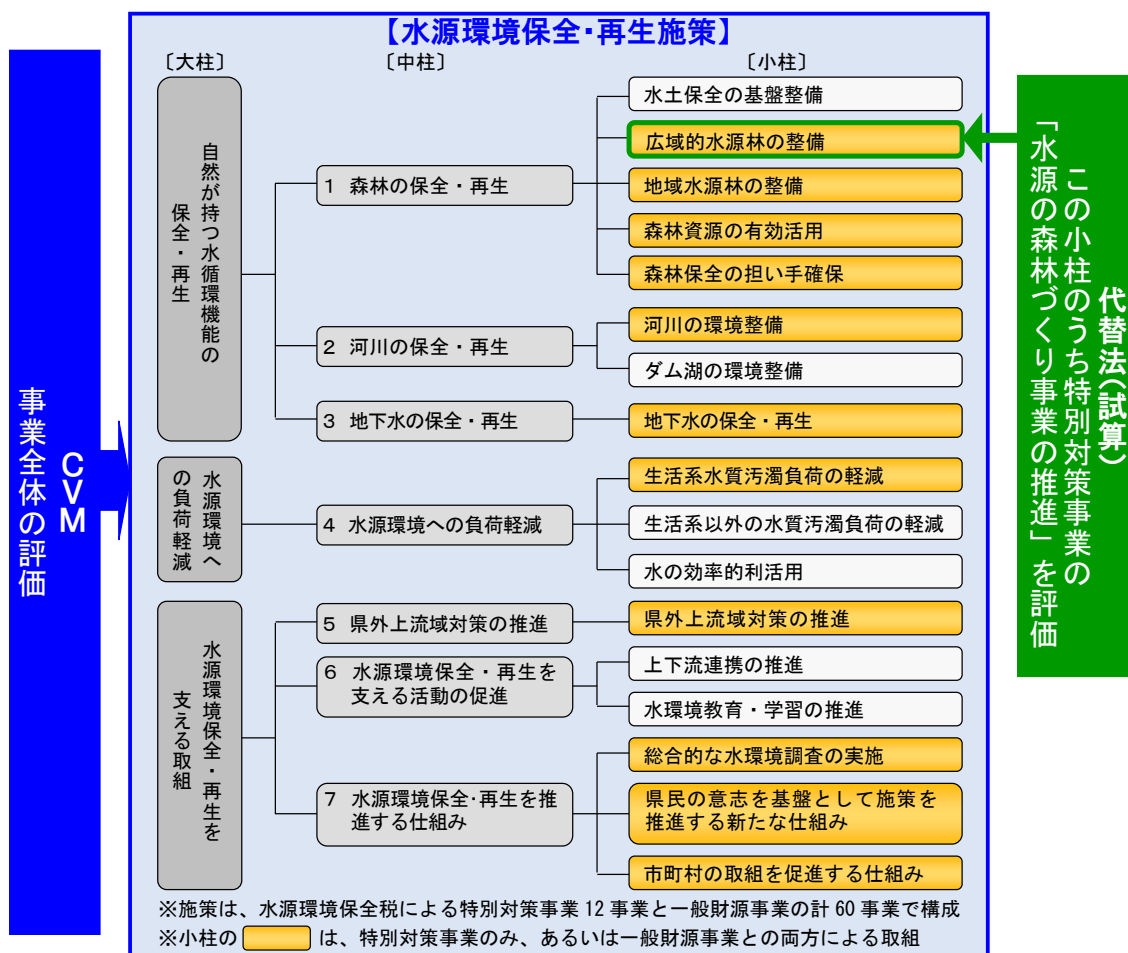 【水源環境保全・再生施策】
〔大柱〕
〔中柱〕
〔小柱〕
CVM
事業全体の評価
自然が持つ水循環機能の
保全・再生
1 森林の保全・再生
水土保全の基盤整備
広域的水源林の整備
地域水源林の整備
森林資源の有効活用
森林保全の担い手確保
2 河川の保全・再生
河川の環境整備
ダム湖の環境整備
3 地下水の保全・再生
地下水の保全・再生
水源環境へ
の負荷軽減
4 水源環境への負荷軽減
生活系水質汚濁負荷の軽減
生活系以外の水質汚濁負荷の軽減
水の効率的利活用
水源環境保全・再生を
支える取組
5 県外上流域対策の推進
県外上流域対策の推進
6 水源環境保全・再生を
支える活動の促進
上下流連携の推進
水環境教育・学習の推進
7 水源環境保全・再生を推
進する仕組み
総合的な水環境調査の実施
県民の意志を基盤として施策を
推進する新たな仕組み
市町村の取組を促進する仕組み
※施策は、水源環境保全税による特別対策事業 12 事業と一般財源事業の計 60 事業で構成
※小柱の は、特別対策事業のみ、あるいは一般財源事業との両方による取組
代替法(試算)
この小柱のうち特別対策事業の
「水源の森林づくり事業の推進」を評価